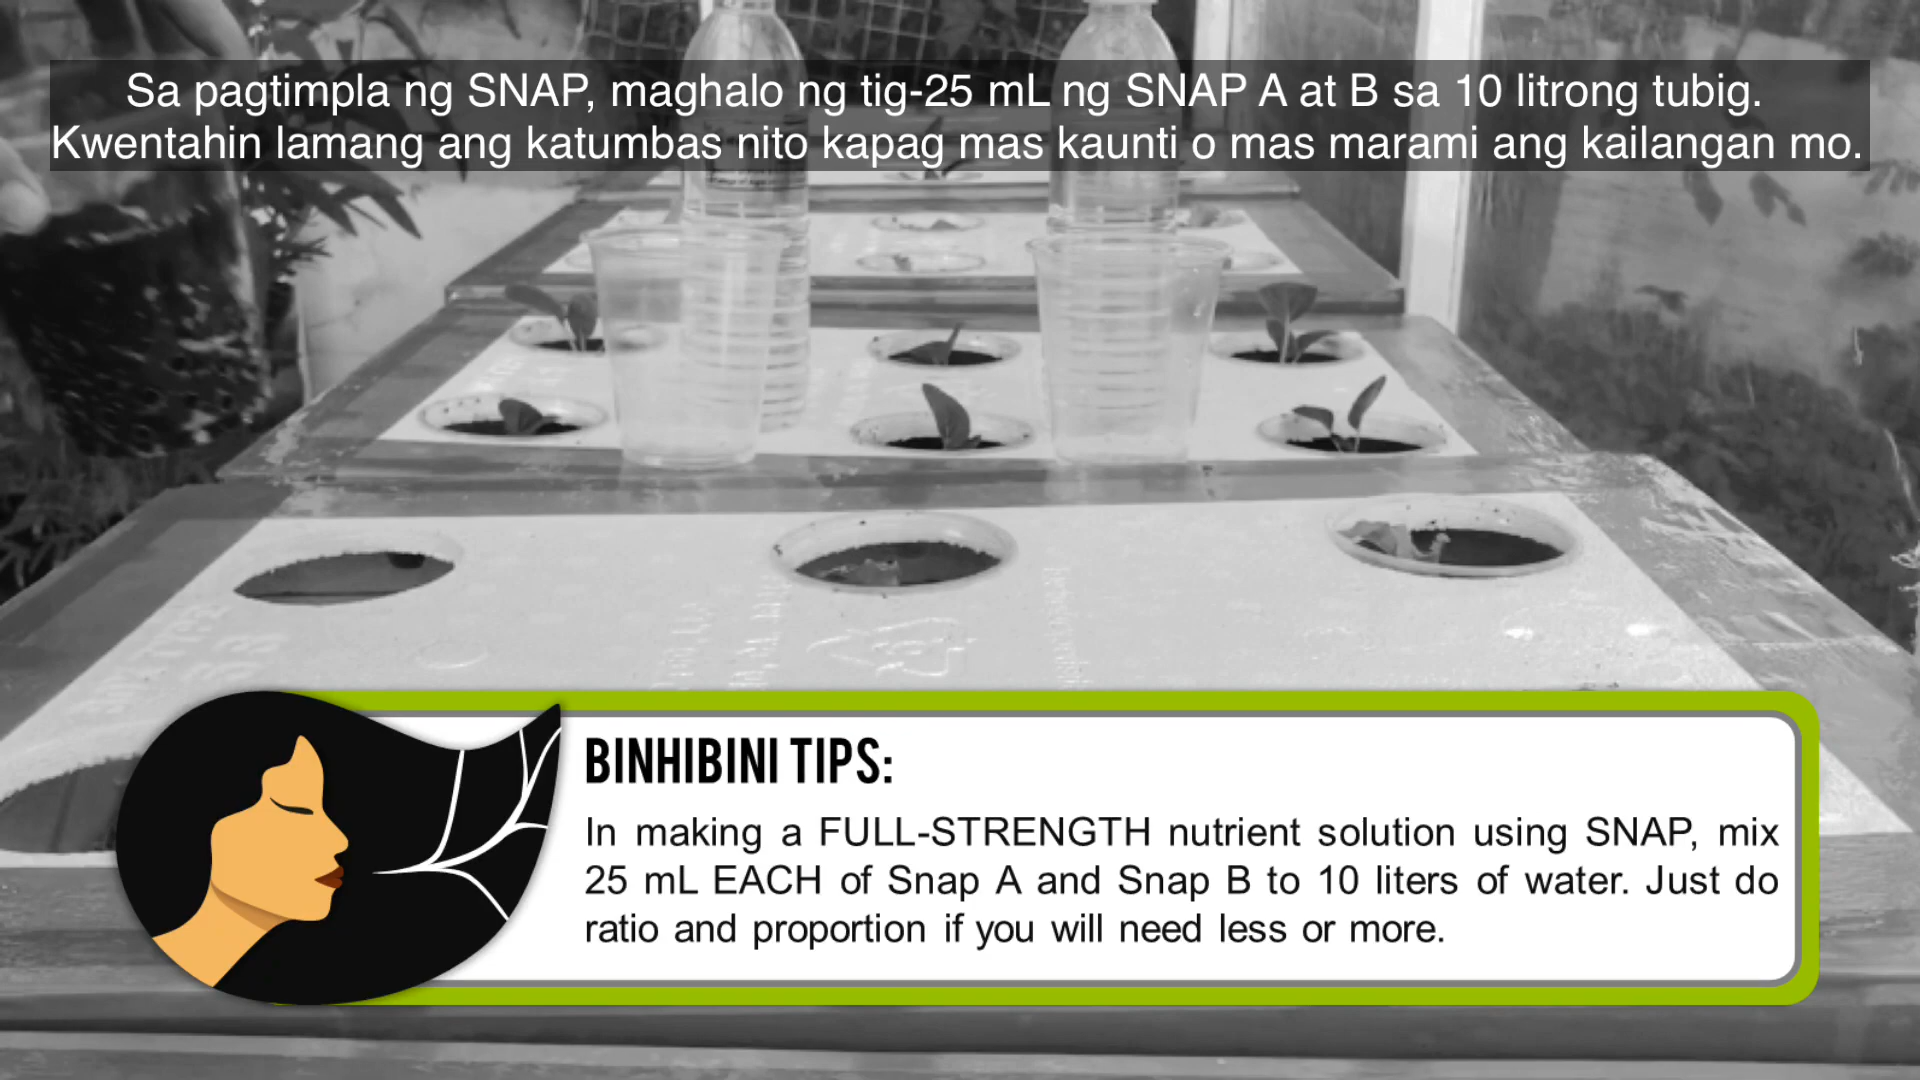 Sa pagtimpla ng SNAP, maghalo ng tig-25 mL ng SNAP A at B sa 10 litrong tubig.
Kwentahin lamang ang katumbas nito kapag mas kaunti o mas marami ang kailangan mo.
BINHIBINI TIPS:
In making a FULL-STRENGTH nutrient solution using SNAP, mix
25 mL EACH of Snap A and Snap B to 10 liters of water. Just do
ratio and proportion if you will need less or more.